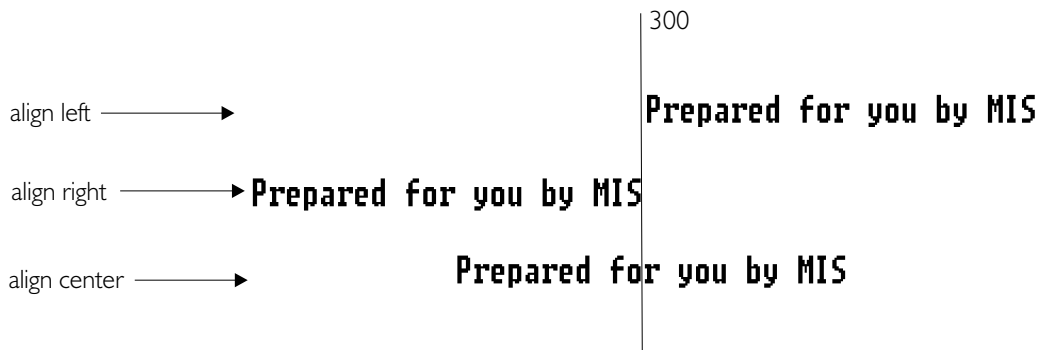 300
align left Prepared for you by MIS
align right Prepared for you by MIS
align center Prepared for you by MIS